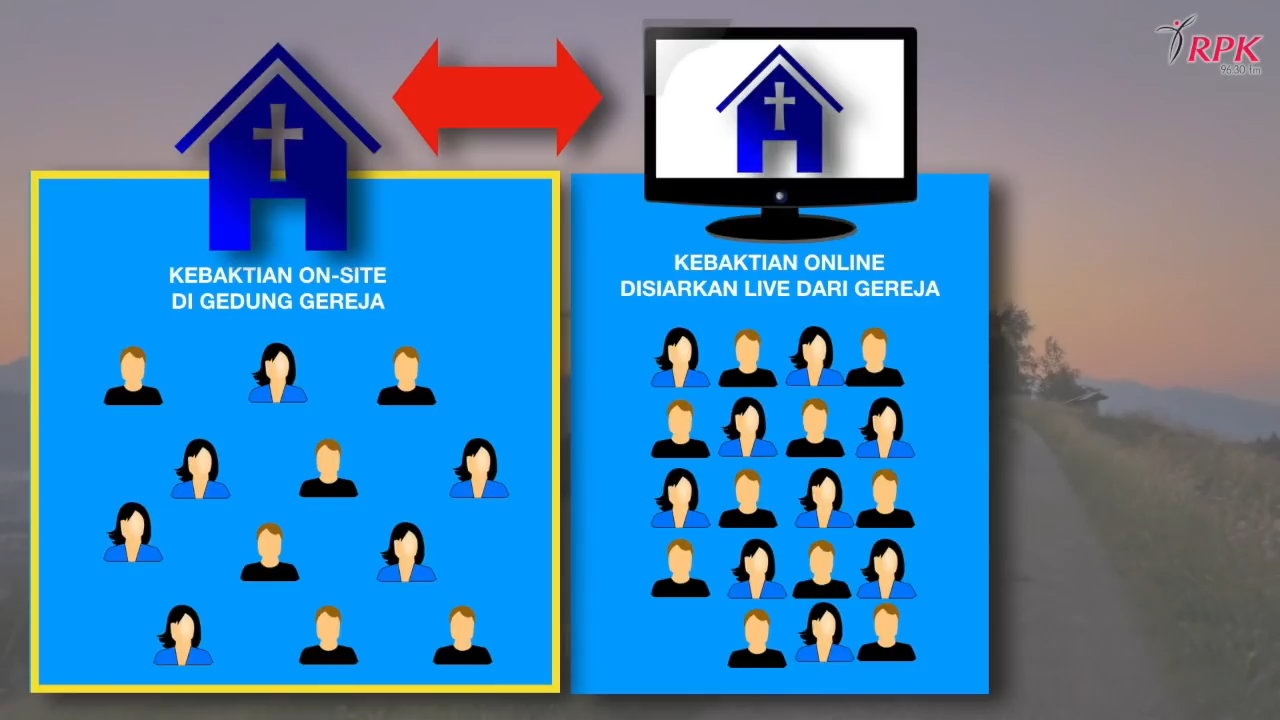 RPK
96.30 fm
KEBAKTIAN ON-SITE
DI GEDUNG GEREJA
KEBAKTIAN ONLINE
DISIARKAN LIVE DARI GEREJA